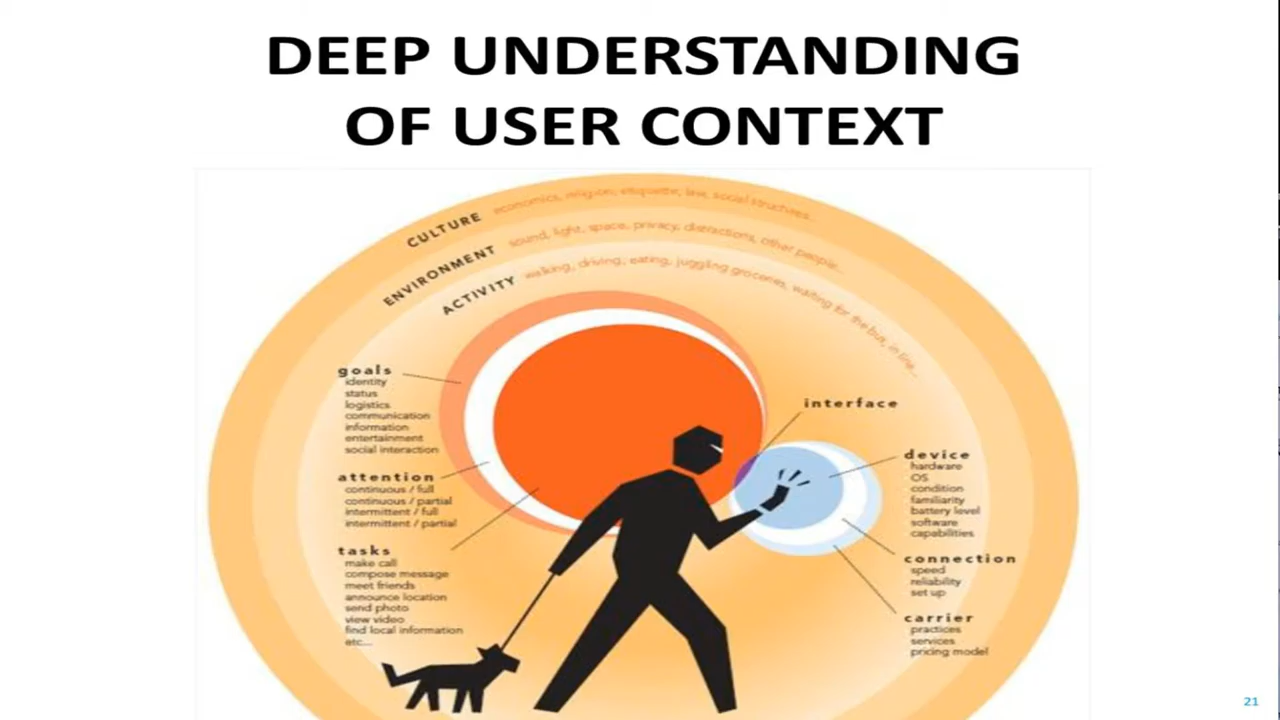 DEEP UNDERSTANDING
OF USER CONTEXT
CULTURE economics, religion, etiquette, law, social structures...
ENVIRONMENT sound, light, space, privacy, distractions, other people...
ACTIVITY walking, driving, eating, juggling groceries, waiting for the bus, in line...
goals
identity
status
logistics
communication
information
entertainment
social interaction
attention
continuous / full
continuous / partial
intermittent / full
intermittent / partial
tasks
make call
compose message
meet friends
announce location
send photo
view video
find local information
etc...
interface
device
hardware
OS
condition
familiarity
battery level
software
capabilities
connection
speed
reliability
set up
carrier
practices
services
pricing model
21